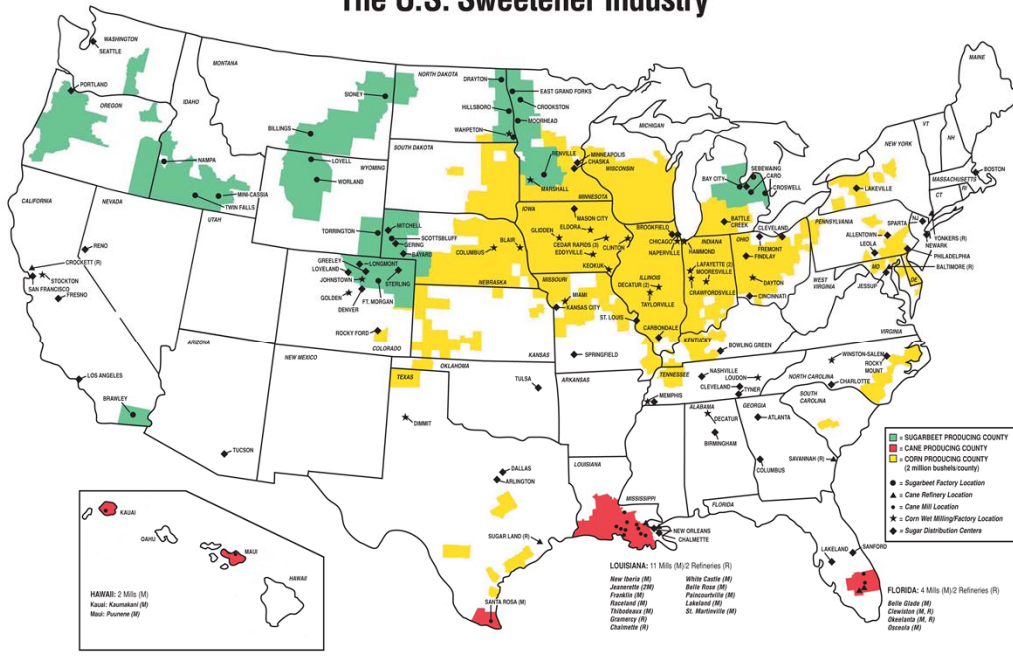 The U.S. Sweetener Industry
WASHINGTON
SEATTLE
PORTLAND
OREGON
IDAHO
MONTANA
NORTH DAKOTA
SIDNEY
BILLINGS
LOVELL
WYOMING
WORLAND
NAMPA
MINI-CASSIA
TWIN FALLS
CALIFORNIA
NEVADA
UTAH
RENO
CROCKETT (R)
STOCKTON
SAN FRANCISCO
FRESNO
LOS ANGELES
BRAWLEY
ARIZONA
TUCSON
NEW MEXICO
DRAYTON
EAST GRAND FORKS
CROOKSTON
HILLSBORO
MOORHEAD
WAHPETON
SOUTH DAKOTA
RENVILLE
MINNEAPOLIS
CHASKA
MARSHALL
WISCONSIN
MINNESOTA
MICHIGAN
SEBEWAING
CARO
BAY CITY
CROSWELL
BATTLE CREEK
TORRINGTON
MITCHELL
SCOTTSBLUFF
GERING
BAYARD
GREELEY
LONGMONT
LOVELAND
JOHNSTOWN
STERLING
FT. MORGAN
GOLDEN
DENVER
ROCKY FORD
COLORADO
NEBRASKA
COLUMBUS
BLAIR
IOWA
MASON CITY
ELDORA
GLIDDEN
CEDAR RAPIDS (3)
CLINTON
EDDYVILLE
KEOKUK
BROOKFIELD
CHICAGO
NAPERVILLE
HAMMOND
INDIANA
LAFAYETTE (2)
MOORESVILLE
CRAWFORDSVILLE
ILLINOIS
DECATUR (2)
TAYLORVILLE
MISSOURI
MIAMI
KANSAS CITY
ST. LOUIS
CARBONDALE
SPRINGFIELD
KANSAS
OKLAHOMA
TULSA
TEXAS
DIMMIT
DALLAS
ARLINGTON
SUGAR LAND (R)
SANTA ROSA (M)
ARKANSAS
OHIO
CLEVELAND
FREMONT
FINDLAY
DAYTON
CINCINNATI
KENTUCKY
BOWLING GREEN
TENNESSEE
NASHVILLE
LOUDON
CLEVELAND
TYNER
MEMPHIS
ALABAMA
DECATUR
BIRMINGHAM
GEORGIA
ATLANTA
COLUMBUS
SAVANNAH (R)
MISSISSIPPI
LOUISIANA
NEW ORLEANS
CHALMETTE
FLORIDA
LAKELAND
SANFORD
SOUTH CAROLINA
NORTH CAROLINA
WINSTON-SALEM
ROCKY MOUNT
CHARLOTTE
VIRGINIA
WEST VIRGINIA
PENNSYLVANIA
ALLENTOWN
LEOLA
SPARTA
NJ
MD
DE
JESSUP
BALTIMORE (R)
PHILADELPHIA
NEWARK
YONKERS (R)
NEW YORK
LAKEVILLE
VT
NH
MAINE
MASSACHUSETTS
BOSTON
CT
RI
= SUGARBEET PRODUCING COUNTY
= CANE PRODUCING COUNTY
= CORN PRODUCING COUNTY
(2 million bushels/county)
= Sugarbeet Factory Location
= Cane Refinery Location
= Cane Mill Location
= Corn Wet Milling/Factory Location
= Sugar Distribution Centers
KAUAI
OAHU
MAUI
HAWAII
HAWAII: 2 Mills (M)
Kauai: Kaumakani (M)
Maui: Puunene (M)
LOUISIANA: 11 Mills (M)/2 Refineries (R)
New Iberia (M)
Jeanerette (2M)
Franklin (M)
Raceland (M)
Thibodeaux (M)
Gramercy (R)
Chalmette (R)
White Castle (M)
Belle Rose (M)
Paincourtville (M)
Lakeland (M)
St. Martinville (M)
FLORIDA: 4 Mills (M)/2 Refineries (R)
Belle Glade (M)
Clewiston (M, R)
Okeelanta (M, R)
Osceola (M)